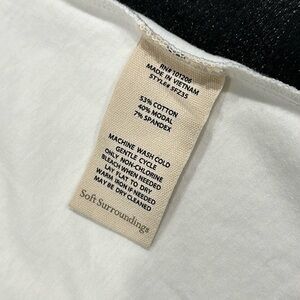 RN# 101206
MADE IN VIETNAM
STYLE# 3F235
53% COTTON
40% MODAL
7% SPANDEX
MACHINE WASH COLD
GENTLE CYCLE
ONLY NON-CHLORINE
BLEACH WHEN NEEDED
LAY FLAT TO DRY
WARM IRON IF NEEDED
MAY BE DRY CLEANED
Soft Surroundings